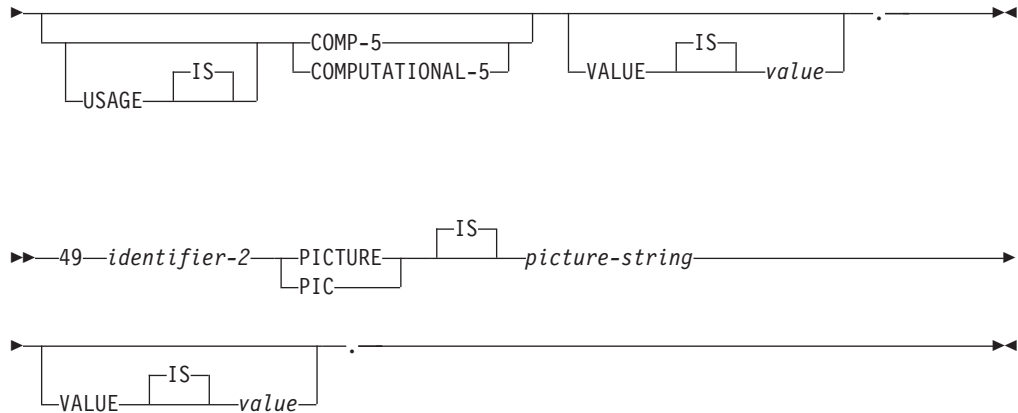 IS COMP-5 IS
USAGE COMPUTATIONAL-5 VALUE value .
49 identifier-2 PICTURE IS picture-string
PIC
IS .
VALUE value